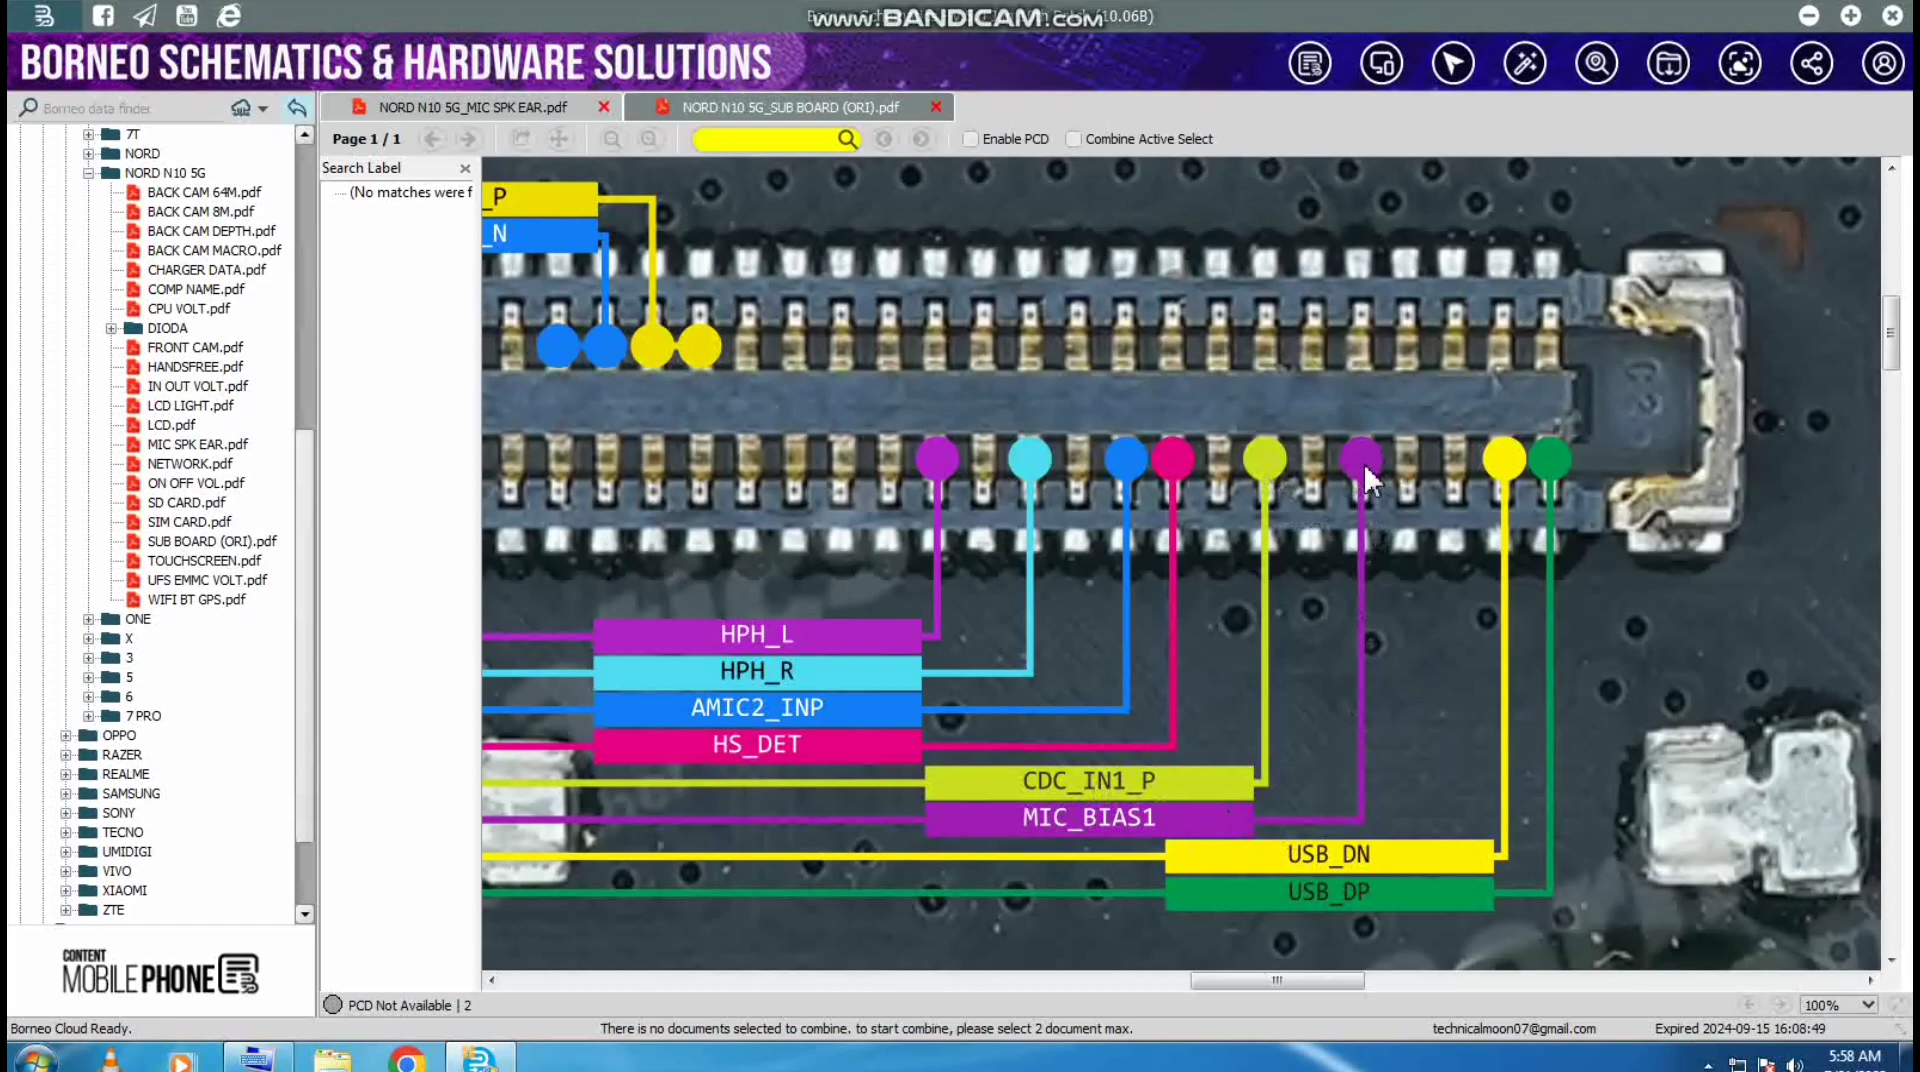 www.BANDICAM.com
(10.06B)
BORNEO SCHEMATICS & HARDWARE SOLUTIONS
Borneo data finder
NORD N10 5G_MIC SPK EAR.pdf
NORD N10 5G_SUB BOARD (ORI).pdf
Page 1 / 1
Enable PCD
Combine Active Select
Search Label
(No matches were f
7T
NORD
NORD N10 5G
BACK CAM 64M.pdf
BACK CAM 8M.pdf
BACK CAM DEPTH.pdf
BACK CAM MACRO.pdf
CHARGER DATA.pdf
COMP NAME.pdf
CPU VOLT.pdf
DIODA
FRONT CAM.pdf
HANDSFREE.pdf
IN OUT VOLT.pdf
LCD LIGHT.pdf
LCD.pdf
MIC SPK EAR.pdf
NETWORK.pdf
ON OFF VOL.pdf
SD CARD.pdf
SIM CARD.pdf
SUB BOARD (ORI).pdf
TOUCHSCREEN.pdf
UFS EMMC VOLT.pdf
WIFI BT GPS.pdf
ONE
X
3
5
6
7 PRO
OPPO
RAZER
REALME
SAMSUNG
SONY
TECNO
UMIDIGI
VIVO
XIAOMI
ZTE
CONTENT
MOBILE PHONE
_P
_N
HPH_L
HPH_R
AMIC2_INP
HS_DET
CDC_IN1_P
MIC_BIAS1
USB_DN
USB_DP
PCD Not Available | 2
100%
Borneo Cloud Ready.
There is no documents selected to combine. to start combine, please select 2 document max.
technicalmoon07@gmail.com
Expired 2024-09-15 16:08:49
5:58 AM